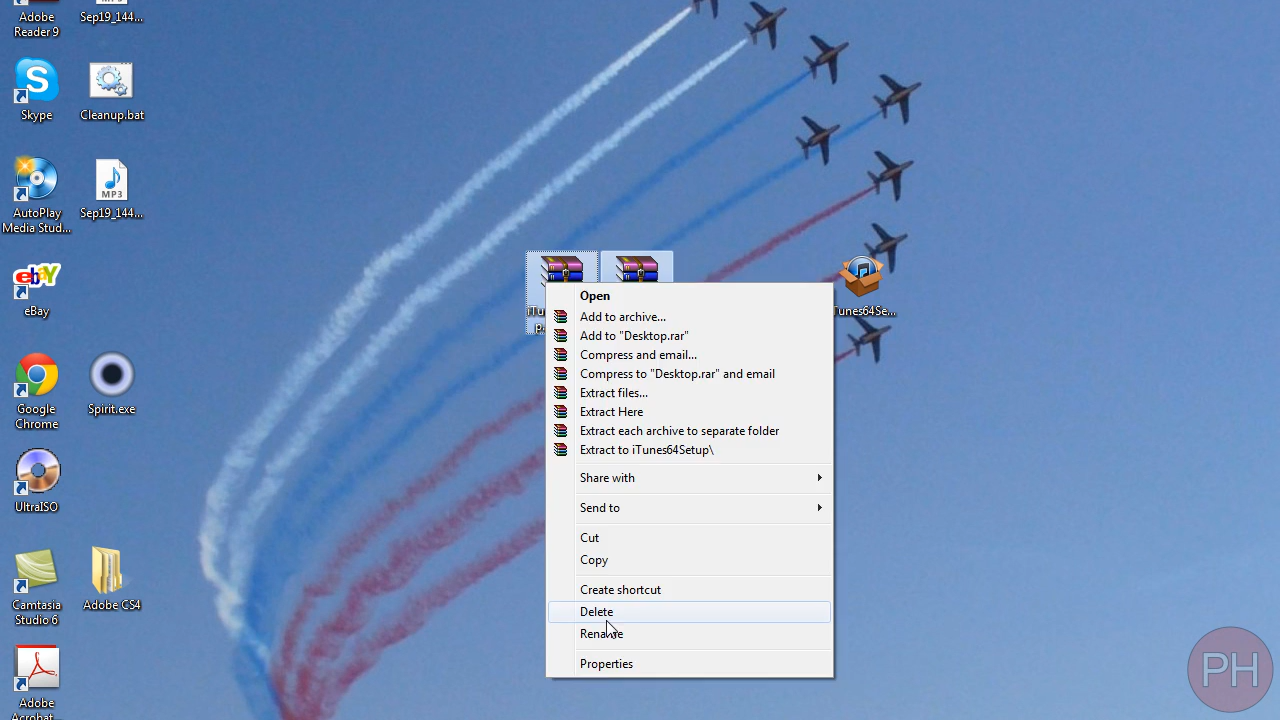 Adobe
Reader 9
Sep19_144...
Skype
Cleanup.bat
AutoPlay
Media Stud...
MP3
Sep19_144...
ebY
eBay
Google
Chrome
Spirit.exe
UltraISO
Camtasia
Studio 6
Adobe CS4
Adobe
Acrobat...
Tunes64Se...
Open
Add to archive...
Add to "Desktop.rar"
Compress and email...
Compress to "Desktop.rar" and email
Extract files...
Extract Here
Extract each archive to separate folder
Extract to iTunes64Setup\
Share with
Send to
Cut
Copy
Create shortcut
Delete
Rename
Properties
PH